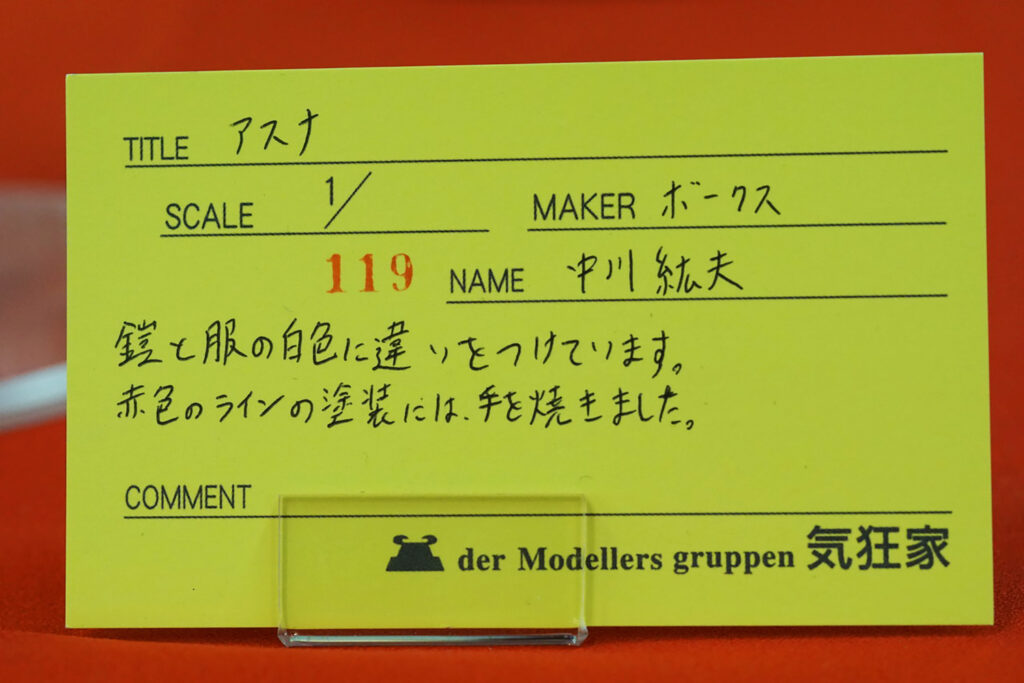 TITLE アスナ
SCALE 1/ MAKER ボークス
119 NAME 中川紘夫
鎧と服の白色に違いをつけています。
赤色のラインの塗装には、手を焼きました。
COMMENT
der Modellers gruppen 気狂家